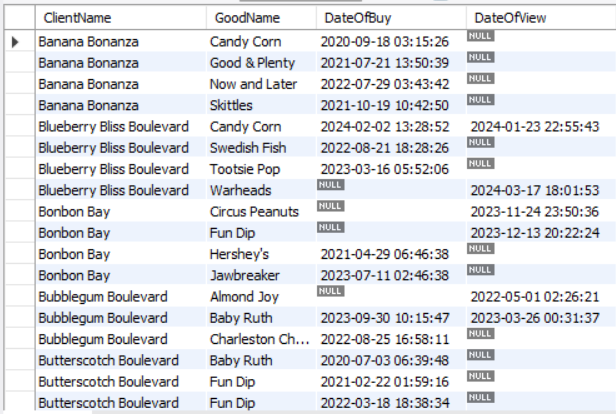 ClientName GoodName DateOfBuy DateOfView
Banana Bonanza Candy Corn 2020-09-18 03:15:26 NULL
Banana Bonanza Good & Plenty 2021-07-21 13:50:39 NULL
Banana Bonanza Now and Later 2022-07-29 03:43:42 NULL
Banana Bonanza Skittles 2021-10-19 10:42:50 NULL
Blueberry Bliss Boulevard Candy Corn 2024-02-02 13:28:52 2024-01-23 22:55:43
Blueberry Bliss Boulevard Swedish Fish 2022-08-21 18:28:26 NULL
Blueberry Bliss Boulevard Tootsie Pop 2023-03-16 05:52:06 NULL
Blueberry Bliss Boulevard Warheads NULL 2024-03-17 18:01:53
Bonbon Bay Circus Peanuts NULL 2023-11-24 23:50:36
Bonbon Bay Fun Dip NULL 2023-12-13 20:22:24
Bonbon Bay Hershey's 2021-04-29 06:46:38 NULL
Bonbon Bay Jawbreaker 2023-07-11 02:46:38 NULL
Bubblegum Boulevard Almond Joy NULL 2022-05-01 02:26:21
Bubblegum Boulevard Baby Ruth 2023-09-30 10:15:47 2023-03-26 00:31:37
Bubblegum Boulevard Charleston Ch... 2022-08-25 16:58:11 NULL
Butterscotch Boulevard Baby Ruth 2020-07-03 06:39:48 NULL
Butterscotch Boulevard Fun Dip 2021-02-22 01:59:16 NULL
Butterscotch Boulevard Fun Dip 2022-03-18 18:38:34 NULL